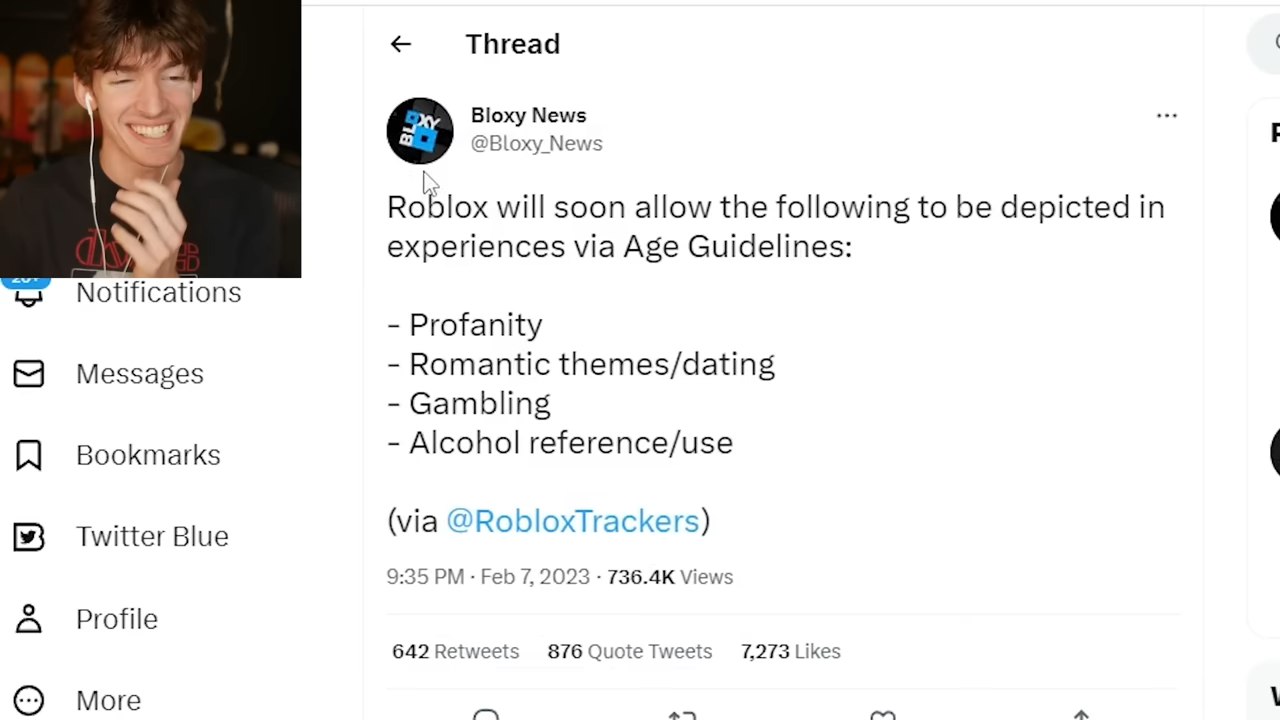 Thread
Bloxy News
@Bloxy_News
Roblox will soon allow the following to be depicted in
experiences via Age Guidelines:
- Profanity
- Romantic themes/dating
- Gambling
- Alcohol reference/use
(via @RobloxTrackers)
9:35 PM · Feb 7, 2023 · 736.4K Views
642 Retweets 876 Quote Tweets 7,273 Likes
Notifications
Messages
Bookmarks
Twitter Blue
Profile
More